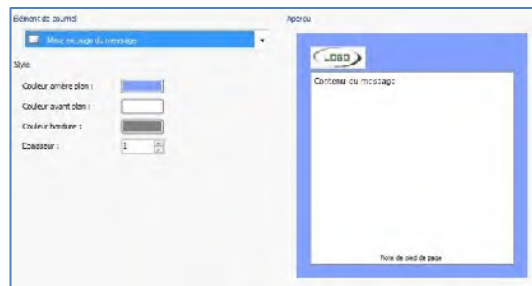 Elément de courriel
Mise en page du message
Style
Couleur arrière plan :
Couleur avant plan :
Couleur bordure :
Epaisseur :
1
Aperçu
LOGO
Contenu du message
Note de pied de page